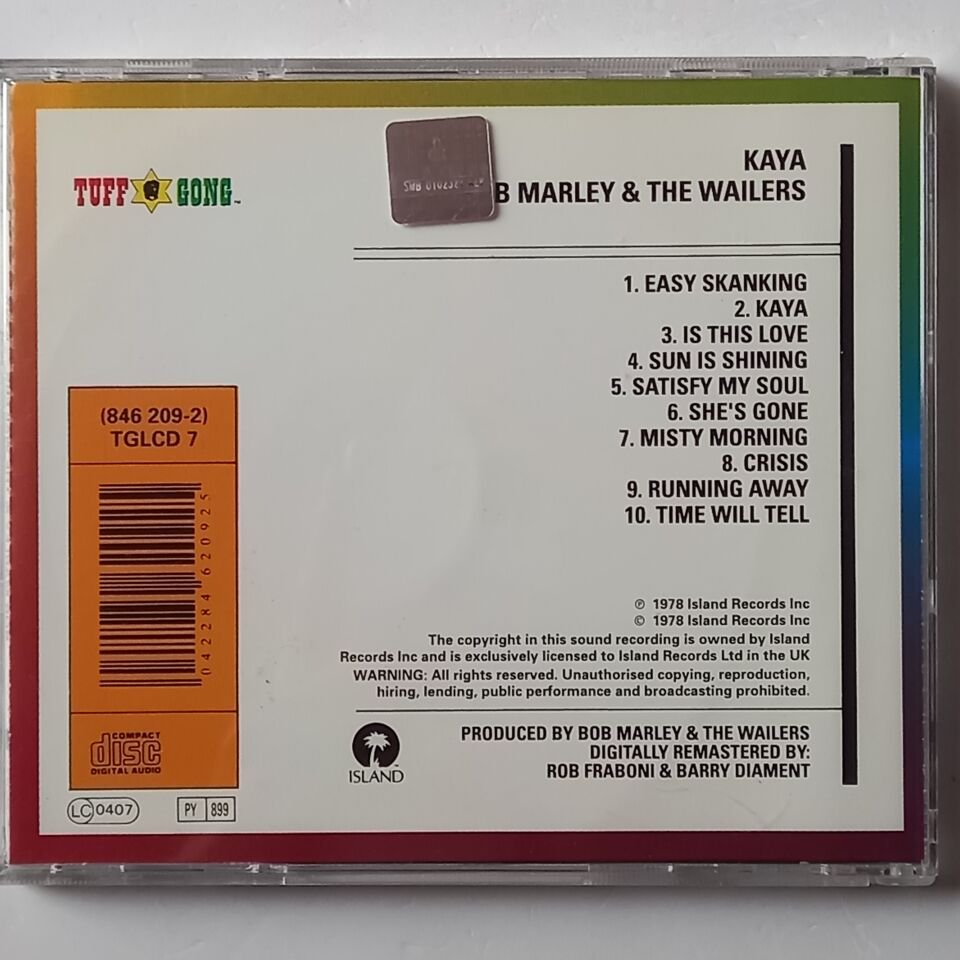 TUFF GONG™
KAYA
B MARLEY & THE WAILERS
1. EASY SKANKING
2. KAYA
3. IS THIS LOVE
4. SUN IS SHINING
5. SATISFY MY SOUL
6. SHE'S GONE
7. MISTY MORNING
8. CRISIS
9. RUNNING AWAY
10. TIME WILL TELL
(846 209-2)
TGLCD 7
042284620925
COMPACT
disc
DIGITAL AUDIO
LC 0407
PY 899
℗ 1978 Island Records Inc
© 1978 Island Records Inc
The copyright in this sound recording is owned by Island
Records Inc and is exclusively licensed to Island Records Ltd in the UK
WARNING: All rights reserved. Unauthorised copying, reproduction,
hiring, lending, public performance and broadcasting prohibited.
ISLAND
PRODUCED BY BOB MARLEY & THE WAILERS
DIGITALLY REMASTERED BY:
ROB FRABONI & BARRY DIAMENT